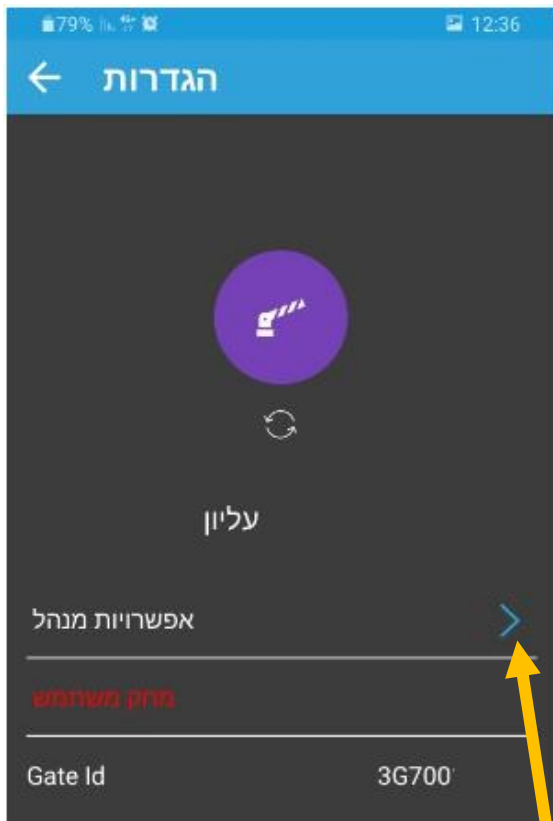 79% 12:36
הגדרות
עליון
אפשרויות מנהל
מחק משתמש
Gate Id 3G700